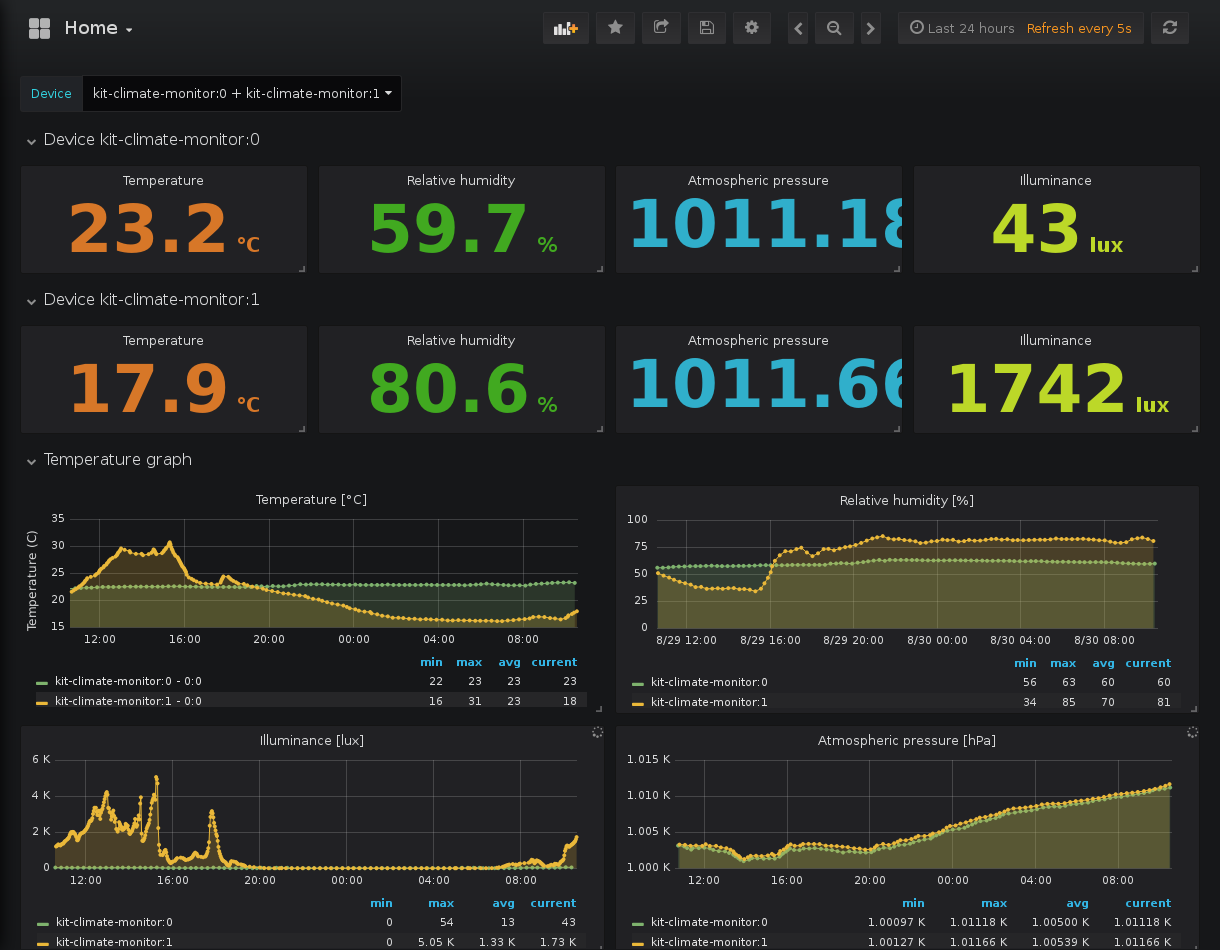 Home
Last 24 hours Refresh every 5s
Device kit-climate-monitor:0 + kit-climate-monitor:1
Device kit-climate-monitor:0
Temperature Relative humidity Atmospheric pressure Illuminance
23.2 °C 59.7 % 1011.18 43 lux
Device kit-climate-monitor:1
Temperature Relative humidity Atmospheric pressure Illuminance
17.9 °C 80.6 % 1011.66 1742 lux
Temperature graph
Temperature [°C]
Temperature (C)
35
30
25
20
15
12:00 16:00 20:00 00:00 04:00 08:00
min max avg current
kit-climate-monitor:0 - 0:0 22 23 23 23
kit-climate-monitor:1 - 0:0 16 31 23 18
Relative humidity [%]
100
75
50
25
0
8/29 12:00 8/29 16:00 8/29 20:00 8/30 00:00 8/30 04:00 8/30 08:00
min max avg current
kit-climate-monitor:0 56 63 60 60
kit-climate-monitor:1 34 85 70 81
Illuminance [lux]
6 K
4 K
2 K
0
12:00 16:00 20:00 00:00 04:00 08:00
min max avg current
kit-climate-monitor:0 0 54 13 43
kit-climate-monitor:1 0 5.05 K 1.33 K 1.73 K
Atmospheric pressure [hPa]
1.015 K
1.010 K
1.005 K
1.000 K
12:00 16:00 20:00 00:00 04:00 08:00
min max avg current
kit-climate-monitor:0 1.00097 K 1.01118 K 1.00500 K 1.01118 K
kit-climate-monitor:1 1.00127 K 1.01166 K 1.00539 K 1.01166 K